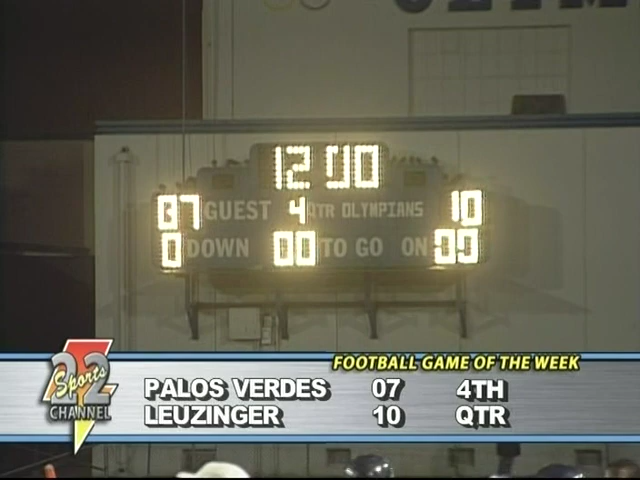 12 00
07 GUEST 4 QTR OLYMPIANS 10
0 DOWN 00 TO GO ON 09
FOOTBALL GAME OF THE WEEK
22 Sports CHANNEL
PALOS VERDES 07 4TH
LEUZINGER 10 QTR